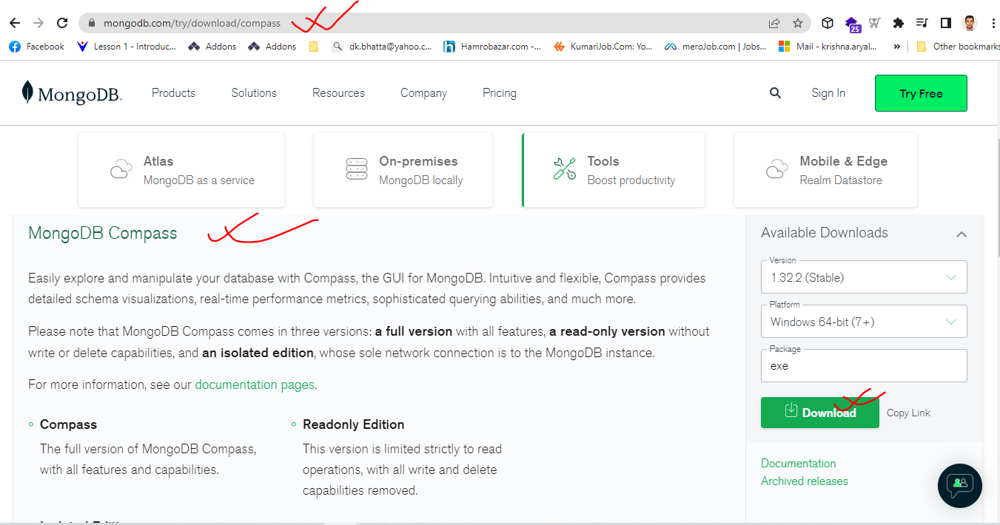 mongodb.com/try/download/compass
25
Facebook
Lesson 1 - Introduc...
Addons
Addons
dk.bhatta@yahoo.c...
Hamrobazar.com -...
KumariJob.Com: Yo...
meroJob.com | Jobs...
Mail - krishna.aryal...
»
Other bookmarks
MongoDB.
Products
Solutions
Resources
Company
Pricing
Sign In
Try Free
Atlas
MongoDB as a service
On-premises
MongoDB locally
Tools
Boost productivity
Mobile & Edge
Realm Datastore
MongoDB Compass
Easily explore and manipulate your database with Compass, the GUI for MongoDB. Intuitive and flexible, Compass provides
detailed schema visualizations, real-time performance metrics, sophisticated querying abilities, and much more.
Please note that MongoDB Compass comes in three versions: a full version with all features, a read-only version without
write or delete capabilities, and an isolated edition, whose sole network connection is to the MongoDB instance.
For more information, see our documentation pages.
Compass
The full version of MongoDB Compass,
with all features and capabilities.
Readonly Edition
This version is limited strictly to read
operations, with all write and delete
capabilities removed.
Available Downloads
Version
1.32.2 (Stable)
Platform
Windows 64-bit (7+)
Package
exe
Download
Copy Link
Documentation
Archived releases